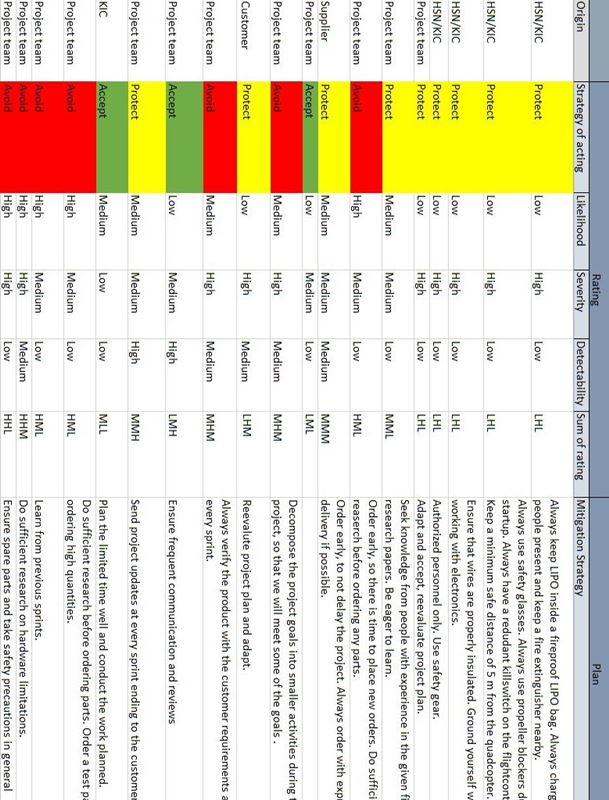 Rating Plan
Origin Strategy of acting Likelihood Severity Detectability Sum of rating Mitigation Strategy
HSN/KIC Protect Low High Low LHL Always keep LIPO inside a fireproof LIPO bag. Always charg
people present and keep a fire extinguisher nearby.
HSN/KIC Protect Low High Low LHL Always use safety glasses. Always use propeller blockers d
startup. Always have a redudant killswitch on the flightcont
Keep a minimum safe distance of 5 m from the quadcopter.
HSN/KIC Protect Low High Low LHL Ensure that wires are properly insulated. Ground yourself w
working with electronics.
HSN/KIC Protect Low High Low LHL Authorized personnel only. Use safety gear.
Project team Protect Low High Low LHL Adapt and accept, reevaluate project plan.
Project team Protect Medium Medium Low MML Seek knowledge from people with experience in the given fi
research papers. Be eager to learn.
Project team Avoid High Medium Low HML Order early, so there is time to place new orders. Do suffici
reaserch before ordering any parts.
Supplier Protect Medium Medium Medium MMM Order early, to not delay the project. Always order with exp
delivery if possible.
Project team Accept Low Medium Low LML
Project team Avoid Medium High Medium MHM Decompose the project goals into smaller activities during t
project, so that we will meet some of the goals .
Customer Protect Low High Medium LHM Reevalute project plan and adapt.
Project team Avoid Medium High Medium MHM Always verify the product with the customer requirements a
every sprint.
Project team Accept Low Medium High LMH Ensure frequent communication and reviews
Project team Protect Medium Medium High MMH Send project updates at every sprint ending to the customer
KIC Accept Medium Low Low MLL Plan the limited time well and conduct the work planned.
Project team Avoid High Medium Low HML Do sufficient research before ordering parts. Order a test pa
ordering high quantities.
Project team Avoid High Medium Low HML Learn from previous sprints.
Project team Avoid High High Medium HHM Do sufficient research on hardware limitations.
Project team Avoid High High Low HHL Ensure spare parts and take safety precautions in general